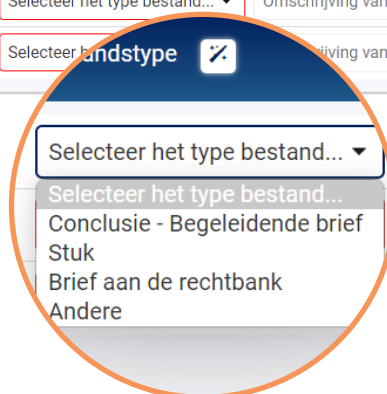 Selecteer het type bestand...
Omschrijving van
Selecteer
andstype
ijving van
Selecteer het type bestand...
Selecteer het type bestand...
Conclusie - Begeleidende brief
Stuk
Brief aan de rechtbank
Andere